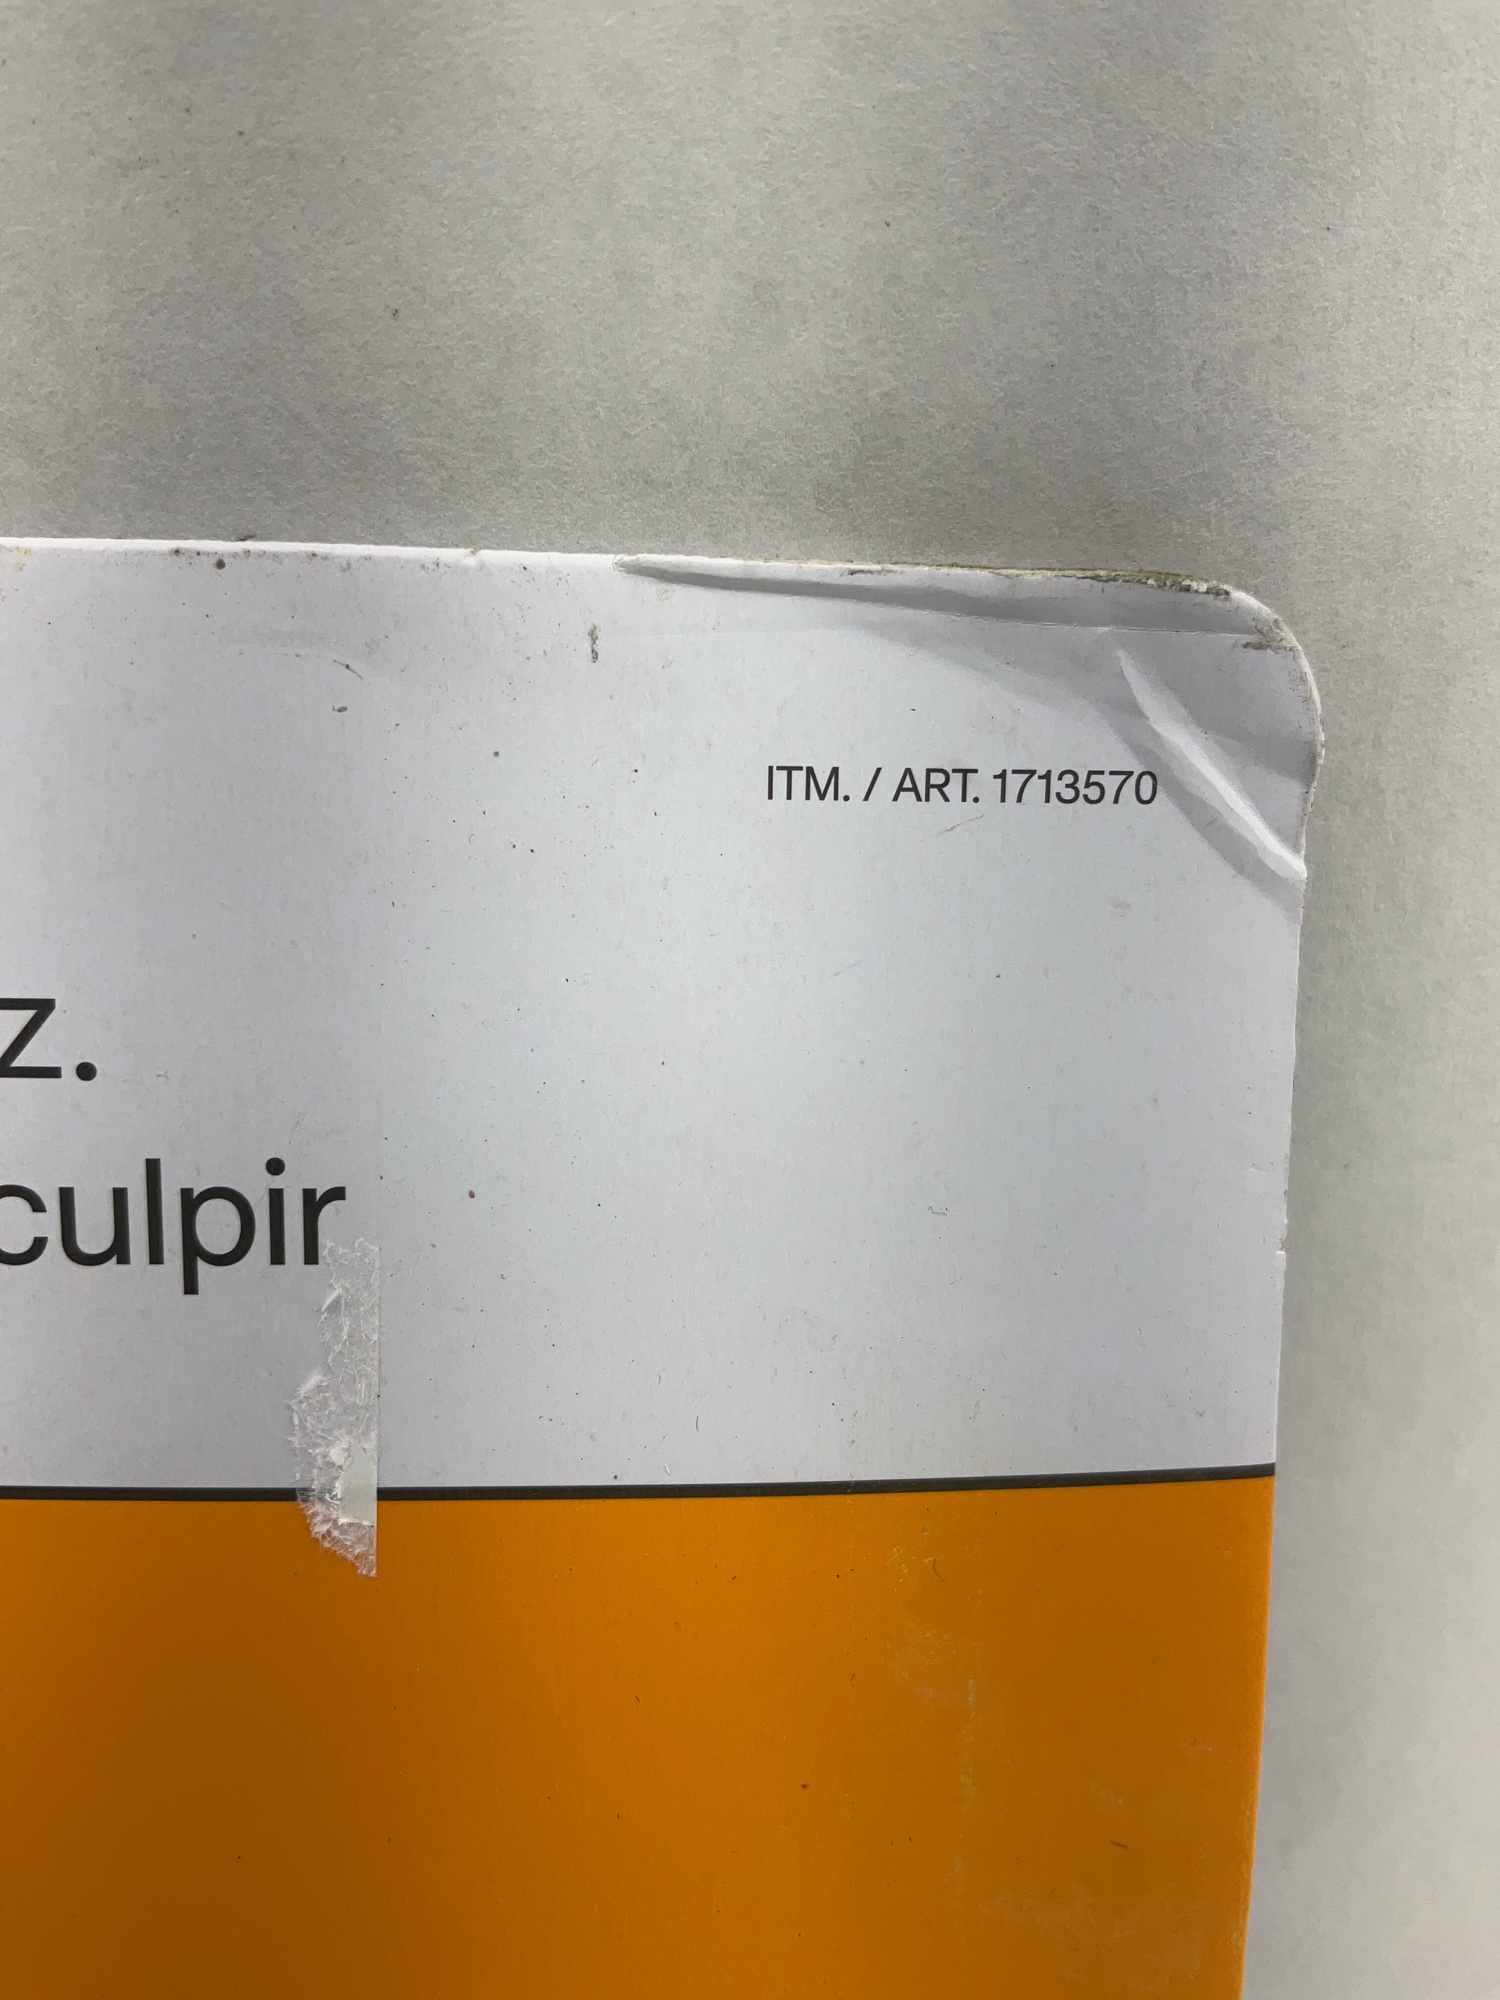 ITM. / ART. 1713570
z.
culpir